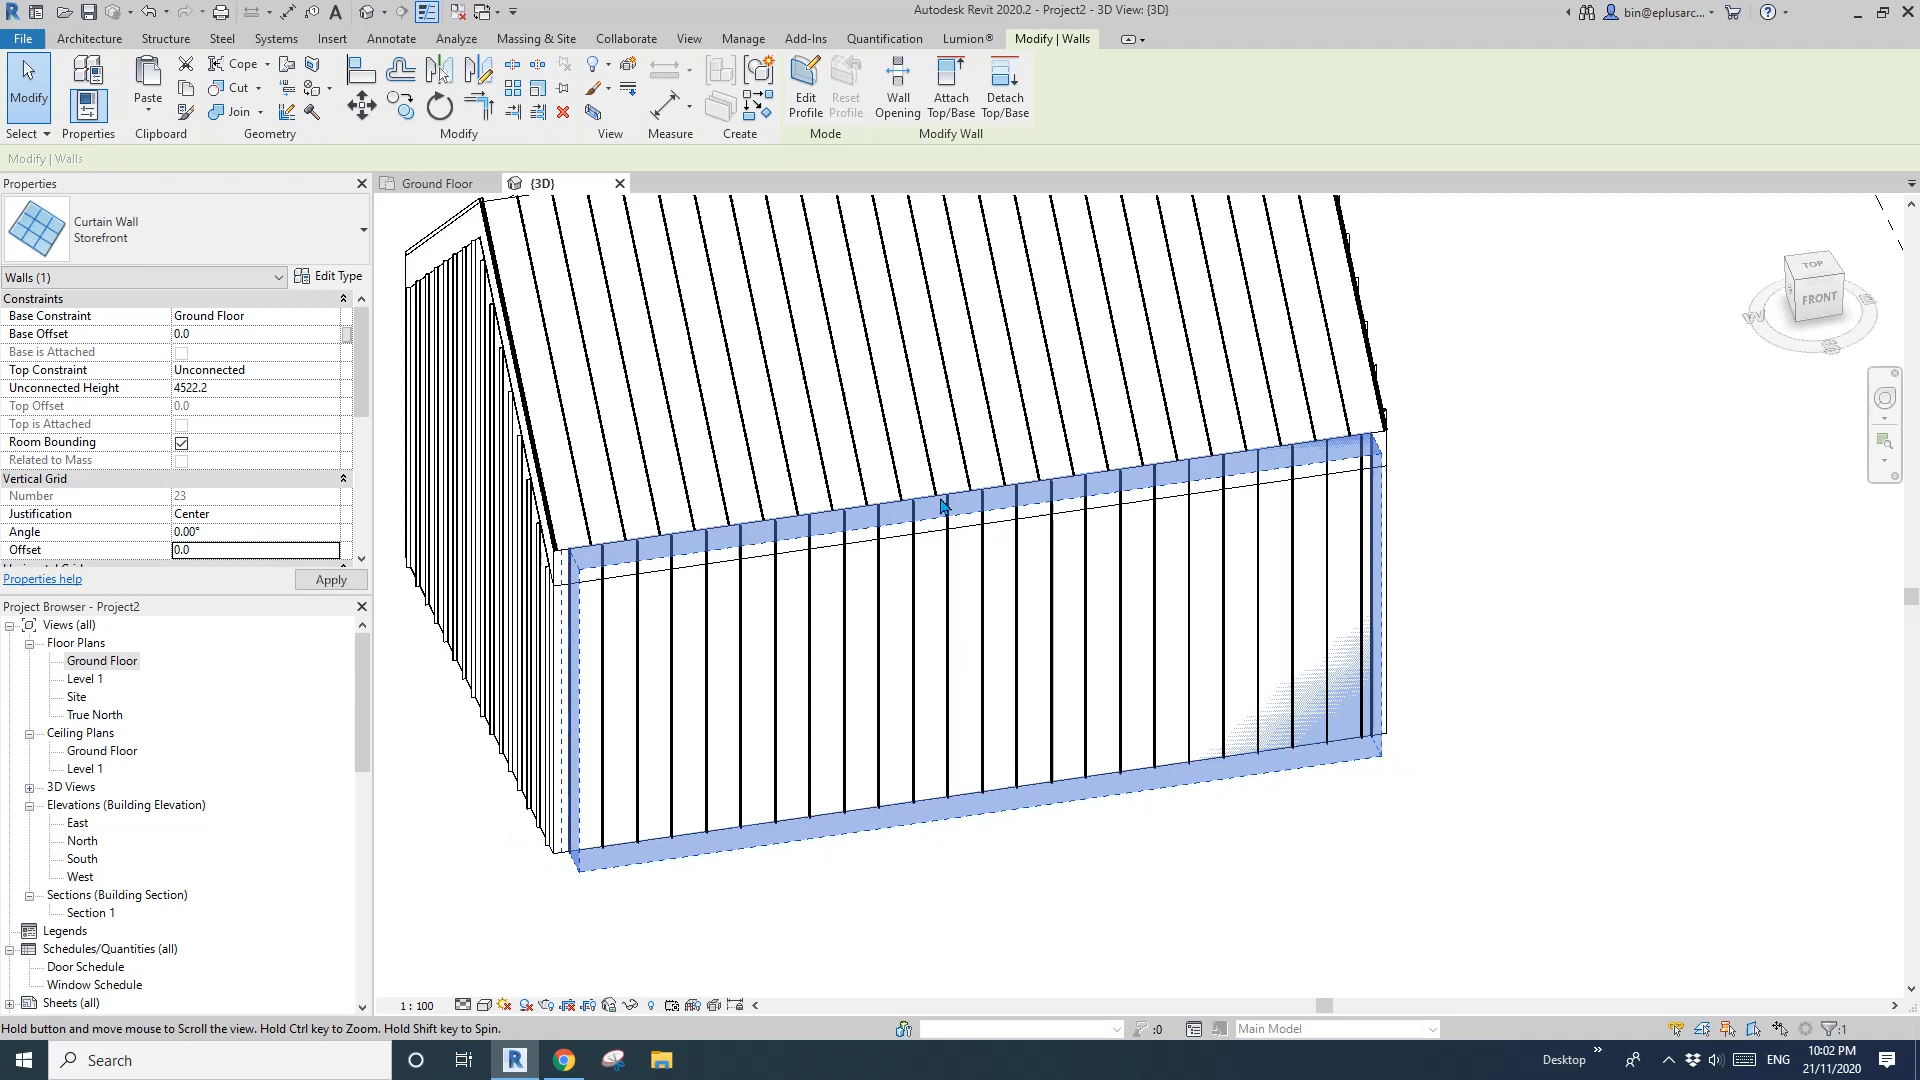 Autodesk Revit 2020.2 - Project2 - 3D View: {3D}
bin@eplusarc...
File Architecture Structure Steel Systems Insert Annotate Analyze Massing & Site Collaborate View Manage Add-Ins Quantification Lumion® Modify | Walls
Modify
Select
Properties
Paste
Clipboard
Cope
Cut
Join
Geometry
Modify
View
Measure
Create
Edit Profile
Reset Profile
Mode
Wall Opening
Attach Top/Base
Detach Top/Base
Modify Wall
Modify | Walls
Properties
Ground Floor
{3D}
Curtain Wall
Storefront
Walls (1)
Edit Type
Constraints
Base Constraint Ground Floor
Base Offset 0.0
Base is Attached
Top Constraint Unconnected
Unconnected Height 4522.2
Top Offset 0.0
Top is Attached
Room Bounding
Related to Mass
Vertical Grid
Number 23
Justification Center
Angle 0.00°
Offset 0.0
Properties help
Apply
Project Browser - Project2
Views (all)
Floor Plans
Ground Floor
Level 1
Site
True North
Ceiling Plans
Ground Floor
Level 1
3D Views
Elevations (Building Elevation)
East
North
South
West
Sections (Building Section)
Section 1
Legends
Schedules/Quantities (all)
Door Schedule
Window Schedule
Sheets (all)
TOP
FRONT
W
1 : 100
Hold button and move mouse to Scroll the view. Hold Ctrl key to Zoom. Hold Shift key to Spin.
:0
Main Model
:1
Search
Desktop
ENG
10:02 PM
21/11/2020